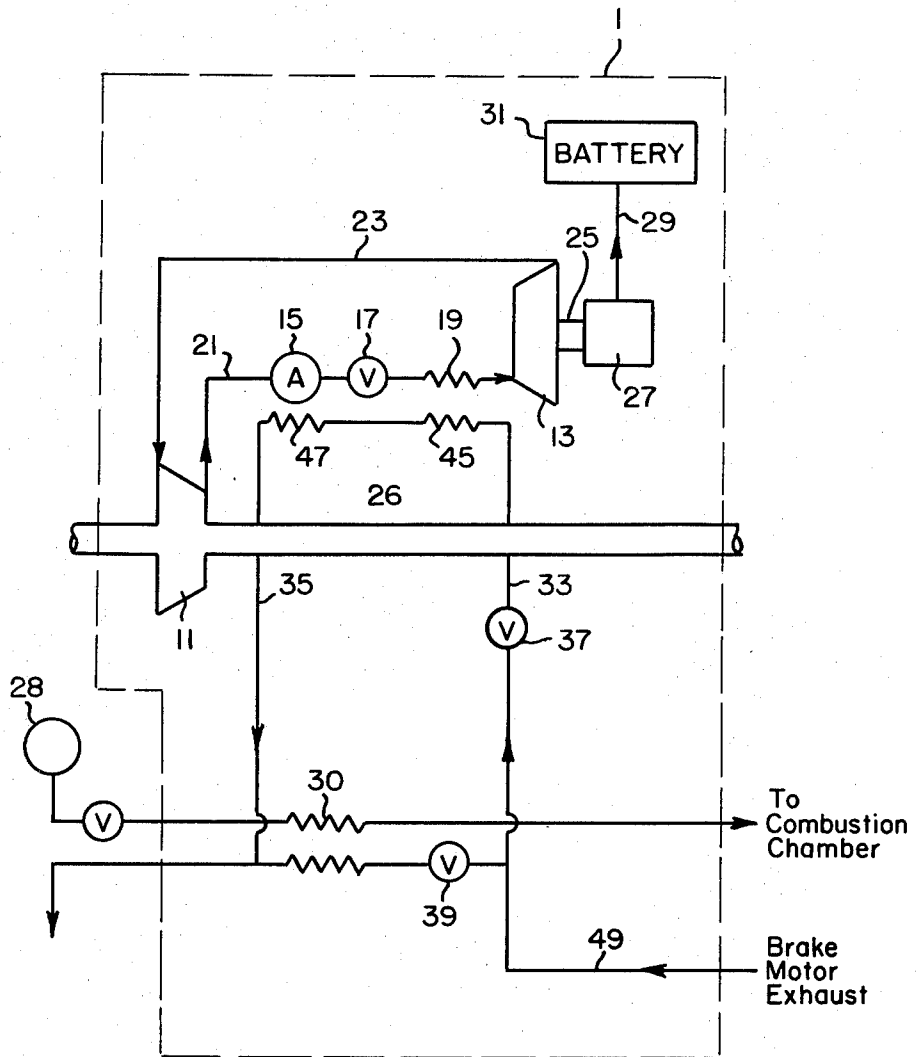 1
31
BATTERY
29
23
25
15
17
19
21
A
V
27
13
47
45
26
35
33
11
V
37
28
30
V
To
Combustion
Chamber
V
39
49
Brake
Motor
Exhaust